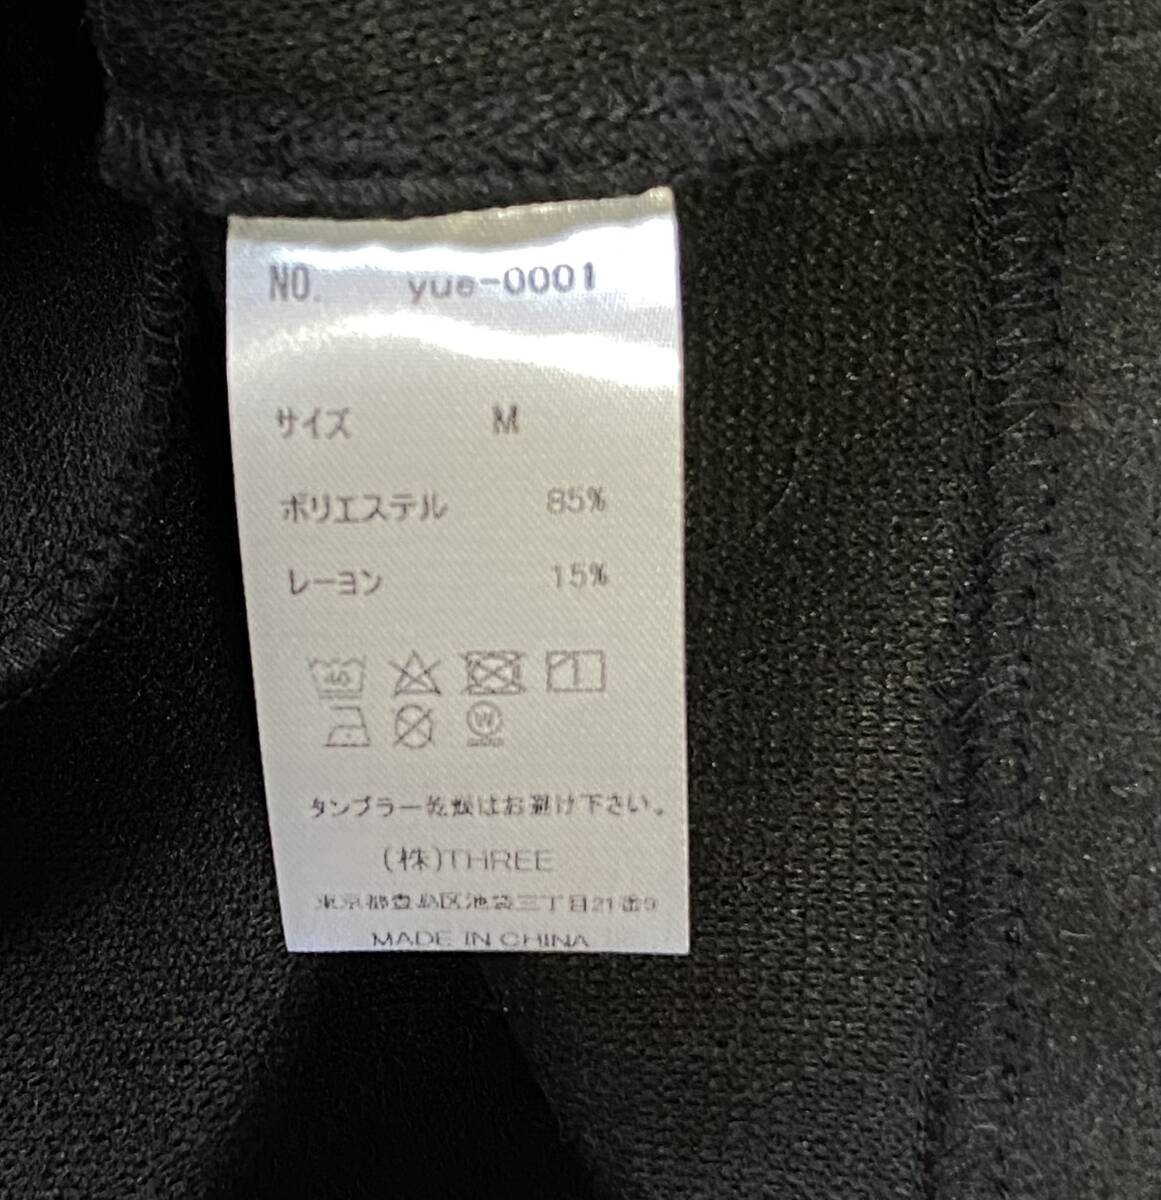 NO. yue-0001
サイズ M
ポリエステル 85%
レーヨン 15%
40
W
タンブラー乾燥はお避け下さい。
(株)THREE
東京都豊島区池袋三丁目21番9
MADE IN CHINA